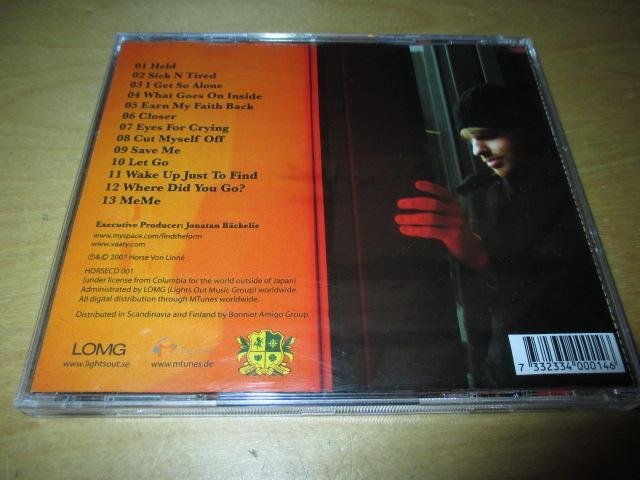 01 Held
02 Sick N Tired
03 I Get So Alone
04 What Goes On Inside
05 Earn My Faith Back
06 Closer
07 Eyes For Crying
08 Cut Myself Off
09 Save Me
10 Let Go
11 Wake Up Just To Find
12 Where Did You Go?
13 MeMe
Executive Producer: Jonatan Bäckelie
www.myspace.com/findtheform
www.vaaty.com
℗&© 2007 Horse Von Linné
HORSECD 001
(under license from Columbia for the world outside of Japan)
Administrated by LOMG (Lights Out Music Group) worldwide.
All digital distribution through MTunes worldwide.
Distributed in Scandinavia and Finland by Bonnier Amigo Group.
LOMG
www.lightsout.se
www.mtunes.de
7 332334 000146